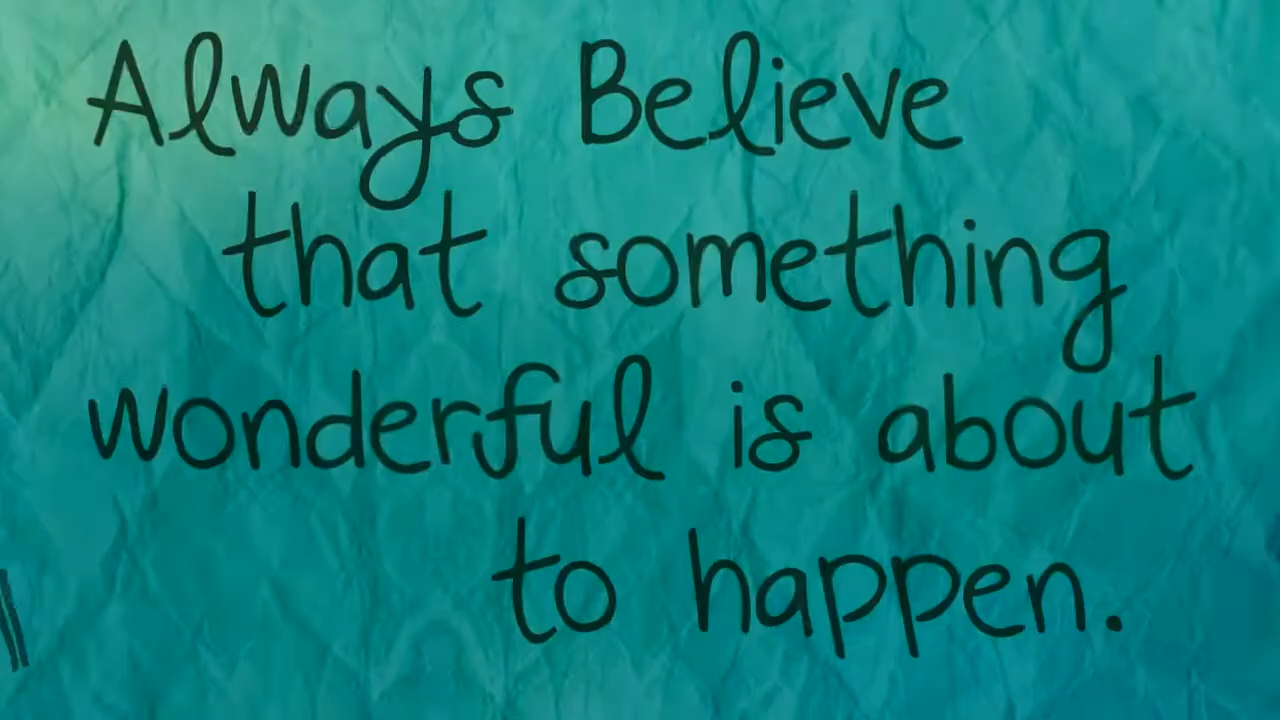 Always Believe
that something
wonderful is about
to happen.